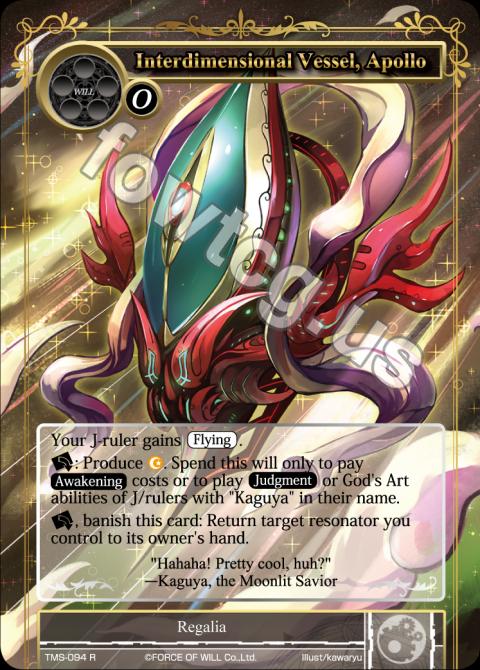 Interdimensional Vessel, Apollo
WILL
0
fowtcg.us
Your J-ruler gains Flying.
: Produce . Spend this will only to pay
Awakening costs or to play Judgment or God's Art
abilities of J/rulers with "Kaguya" in their name.
, banish this card: Return target resonator you
control to its owner's hand.
"Hahaha! Pretty cool, huh?"
—Kaguya, the Moonlit Savior
Regalia
TMS-094 R ©FORCE OF WILL Co.,Ltd. Illust/kawaryu